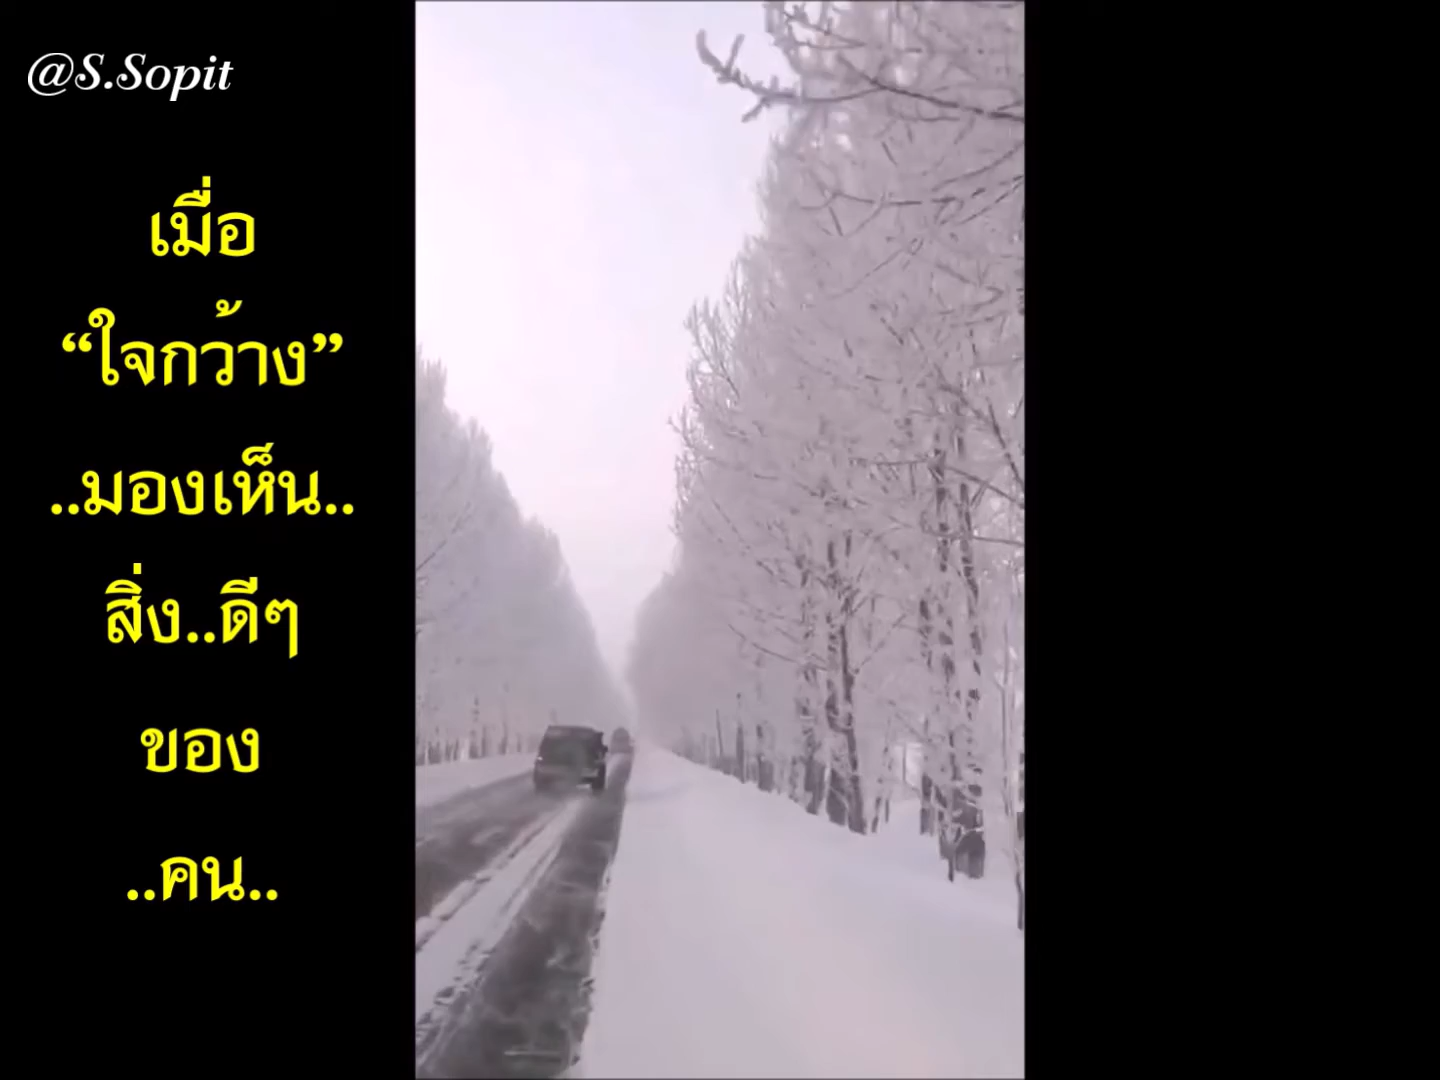 @S.Sopit
เมื่อ
“ใจกว้าง”
..มองเห็น..
สิ่ง..ดีๆ
ของ
..คน..